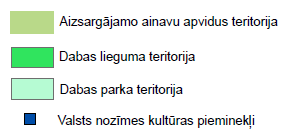 Aizsargājamo ainavu apvidus teritorija
Dabas lieguma teritorija
Dabas parka teritorija
Valsts nozīmes kultūras pieminekļi